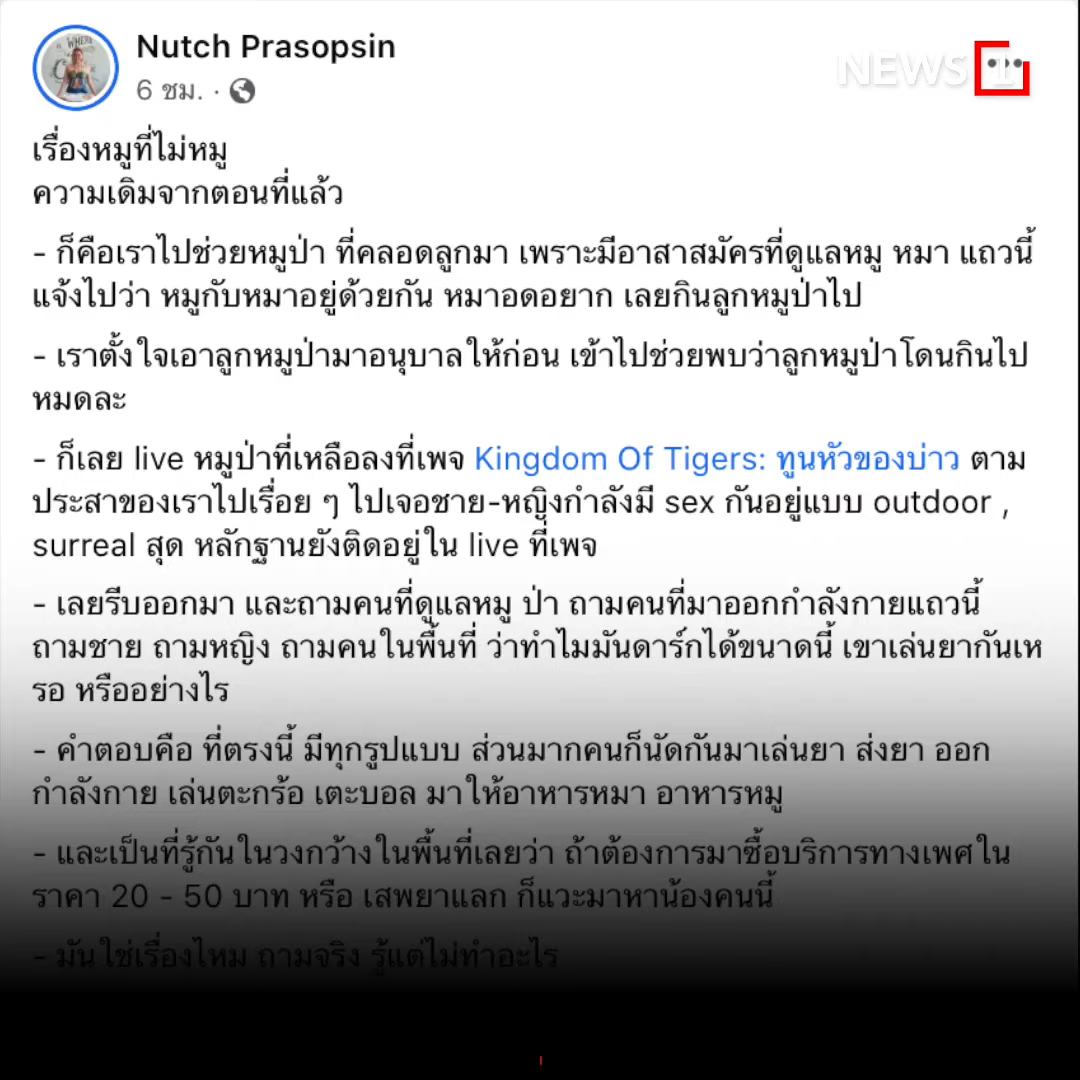 Nutch Prasopsin
6 ชม.
NEWS 1
เรื่องหมูที่ไม่หมู
ความเดิมจากตอนที่แล้ว
- ก็คือเราไปช่วยหมูป่า ที่คลอดลูกมา เพราะมีอาสาสมัครที่ดูแลหมู หมา แถวนี้
แจ้งไปว่า หมูกับหมาอยู่ด้วยกัน หมาอดอยาก เลยกินลูกหมูป่าไป
- เราตั้งใจเอาลูกหมูป่ามาอนุบาลให้ก่อน เข้าไปช่วยพบว่าลูกหมูป่าโดนกินไป
หมดละ
- ก็เลย live หมูป่าที่เหลือลงที่เพจ Kingdom Of Tigers: ทูนหัวของบ่าว ตาม
ประสาของเราไปเรื่อย ๆ ไปเจอชาย-หญิงกำลังมี sex กันอยู่แบบ outdoor ,
surreal สุด หลักฐานยังติดอยู่ใน live ที่เพจ
- เลยรีบออกมา และถามคนที่ดูแลหมู ป่า ถามคนที่มาออกกำลังกายแถวนี้
ถามชาย ถามหญิง ถามคนในพื้นที่ ว่าทำไมมันดาร์กได้ขนาดนี้ เขาเล่นยากันเห
รอ หรืออย่างไร
- คำตอบคือ ที่ตรงนี้ มีทุกรูปแบบ ส่วนมากคนก็นัดกันมาเล่นยา ส่งยา ออก
กำลังกาย เล่นตะกร้อ เตะบอล มาให้อาหารหมา อาหารหมู
- และเป็นที่รู้กันในวงกว้างในพื้นที่เลยว่า ถ้าต้องการมาซื้อบริการทางเพศใน
ราคา 20 - 50 บาท หรือ เสพยาแลก ก็แวะมาหาน้องคนนี้
- มันใช่เรื่องไหม ถามจริง รู้แต่ไม่ทำอะไร